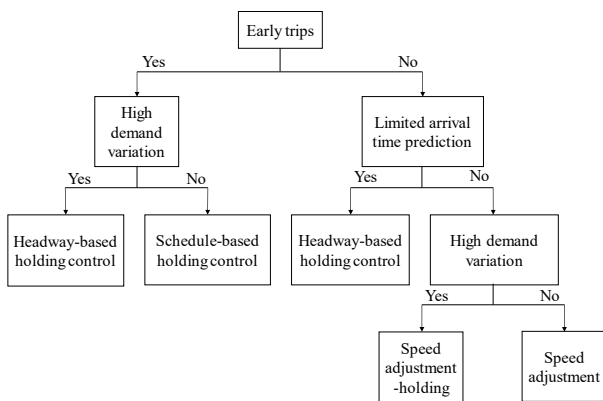 Early trips
Yes
No
High
demand
variation
Limited arrival
time prediction
Yes
No
Yes
No
Headway-based
holding control
Schedule-based
holding control
Headway-based
holding control
High demand
variation
Yes
No
Speed
adjustment
-holding
Speed
adjustment